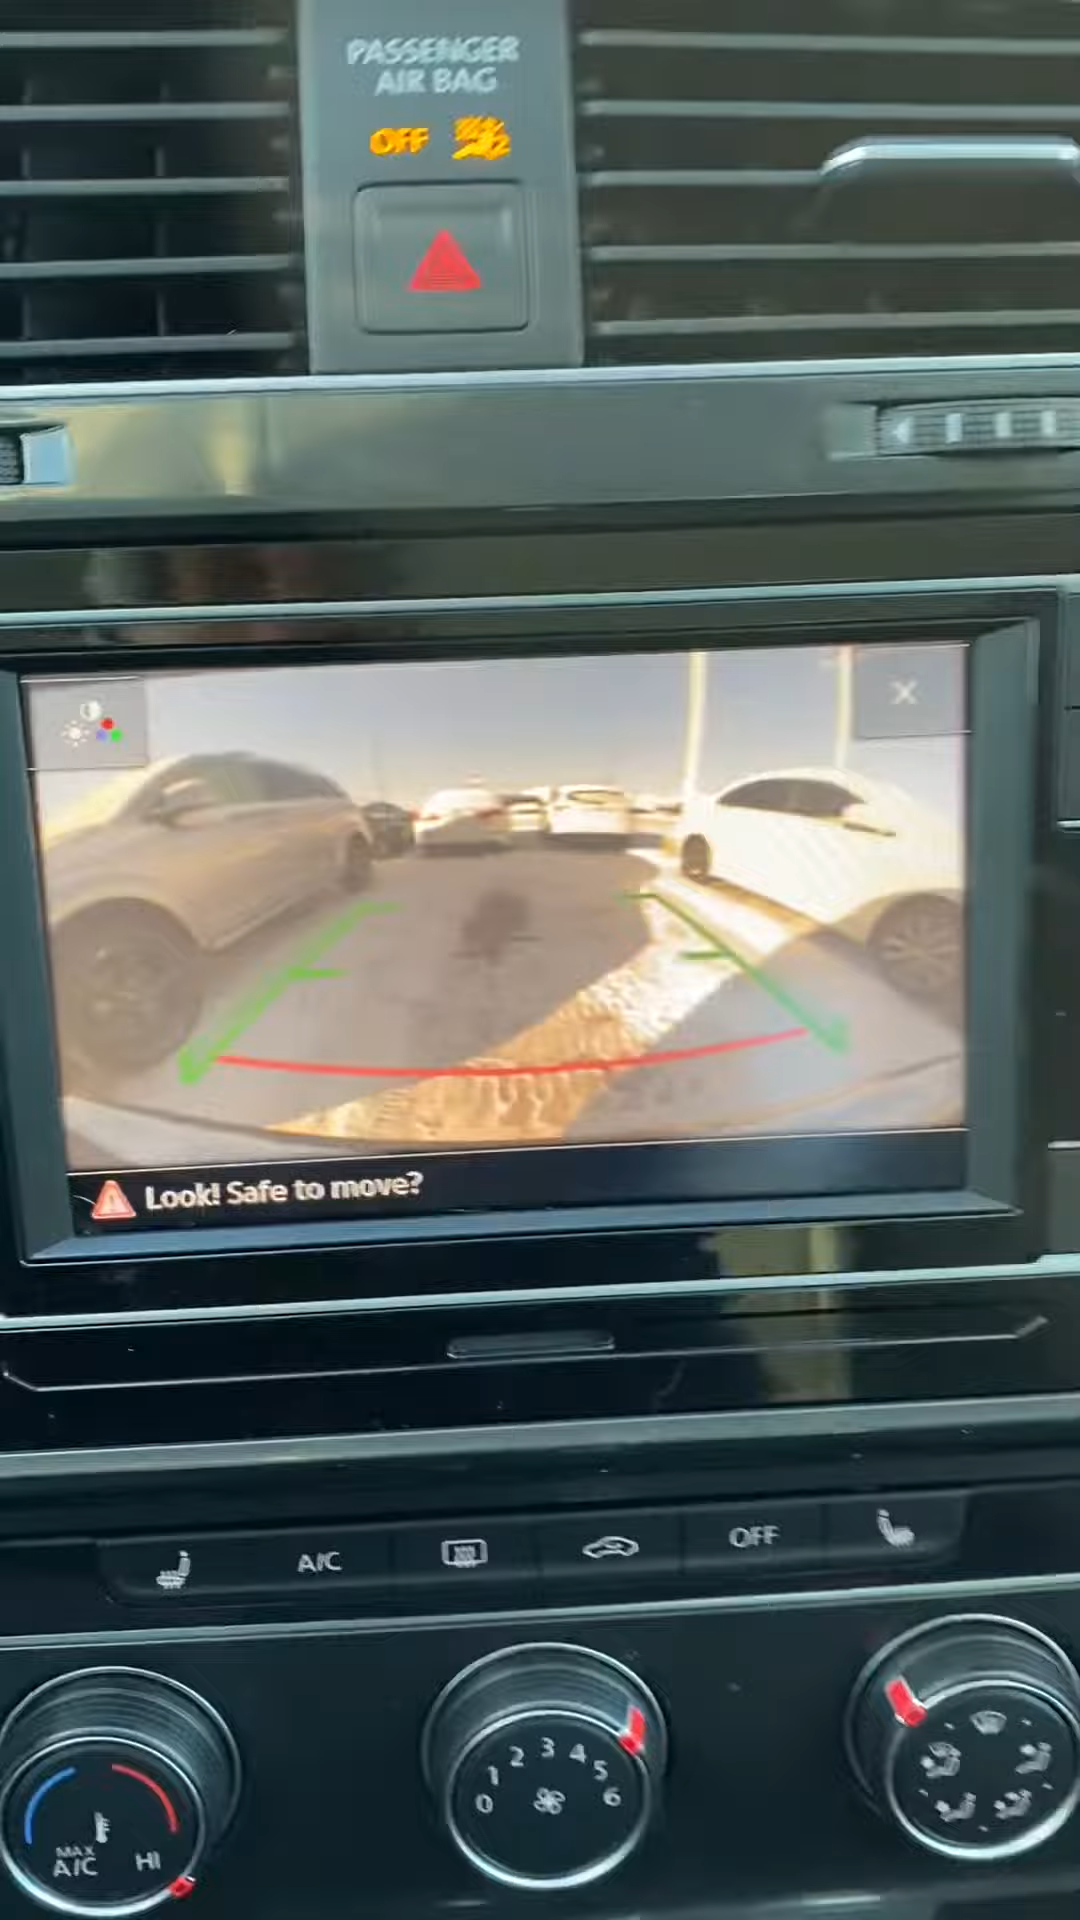 PASSENGER
AIR BAG
OFF
Look! Safe to move?
A/C
OFF
0 1 2 3 4 5 6
MAX
A/C
HI